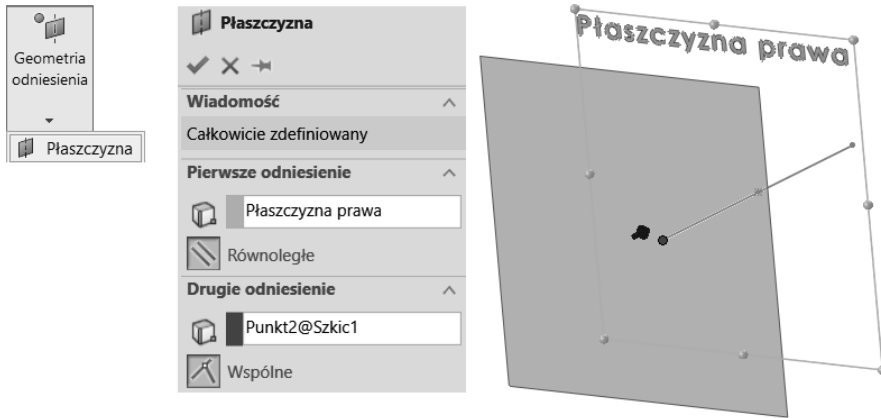 Geometria
odniesienia
Płaszczyzna
Płaszczyzna
Wiadomość
Całkowicie zdefiniowany
Pierwsze odniesienie
Płaszczyzna prawa
Równoległe
Drugie odniesienie
Punkt2@Szkic1
Wspólne
Płaszczyzna prawa